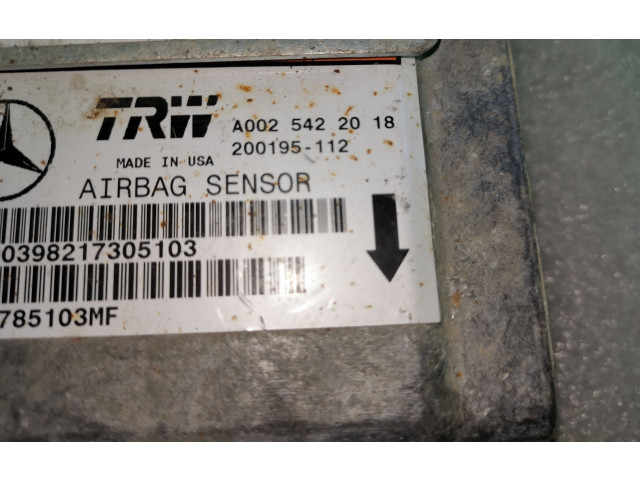 TRW A002 542 20 18
MADE IN USA 200195-112
AIRBAG SENSOR
0398217305103
785103MF